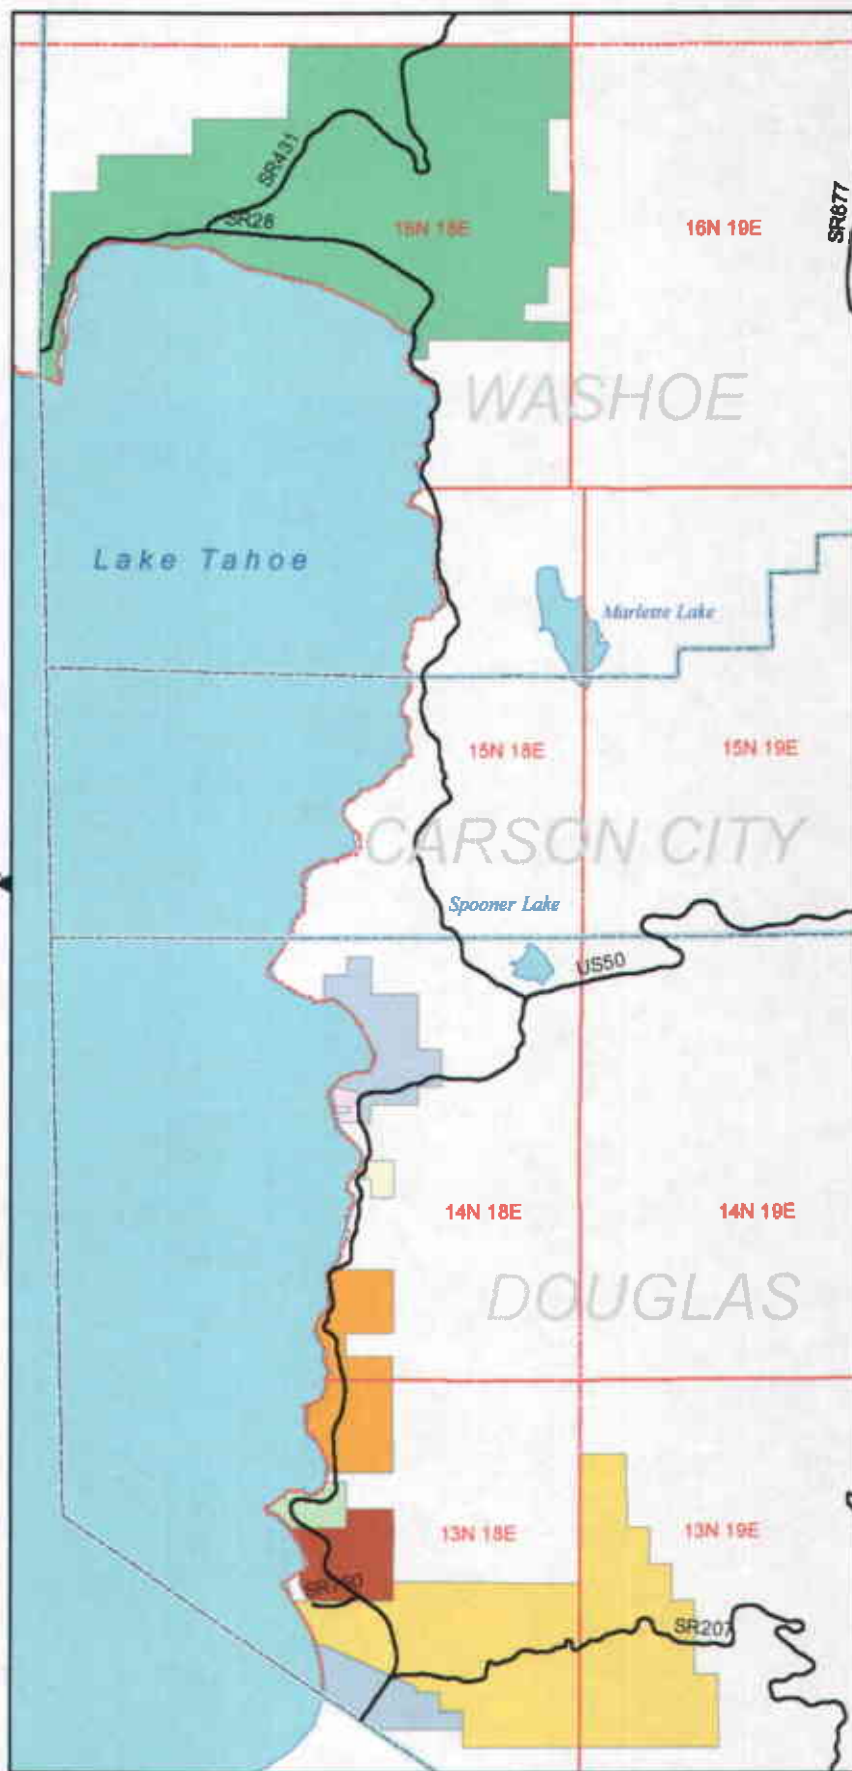 SR431
SR28
16N 18E
16N 19E
SR877
WASHOE
Lake Tahoe
Marlette Lake
15N 18E
15N 19E
CARSON CITY
Spooner Lake
US50
14N 18E
14N 19E
DOUGLAS
13N 18E
13N 19E
SR207